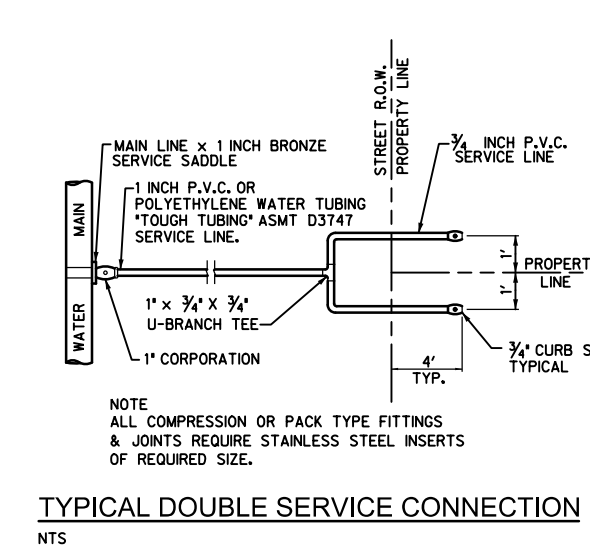 STREET R.O.W.
PROPERTY LINE
¾ INCH P.V.C.
SERVICE LINE
MAIN LINE x 1 INCH BRONZE
SERVICE SADDLE
1 INCH P.V.C. OR
POLYETHYLENE WATER TUBING
"TOUGH TUBING" ASMT D3747
SERVICE LINE.
WATER MAIN
1'
1'
PROPERT
LINE
1" x ¾" X ¾"
U-BRANCH TEE
1" CORPORATION
¾" CURB S
TYPICAL
4'
TYP.
NOTE
ALL COMPRESSION OR PACK TYPE FITTINGS
& JOINTS REQUIRE STAINLESS STEEL INSERTS
OF REQUIRED SIZE.
TYPICAL DOUBLE SERVICE CONNECTION
NTS